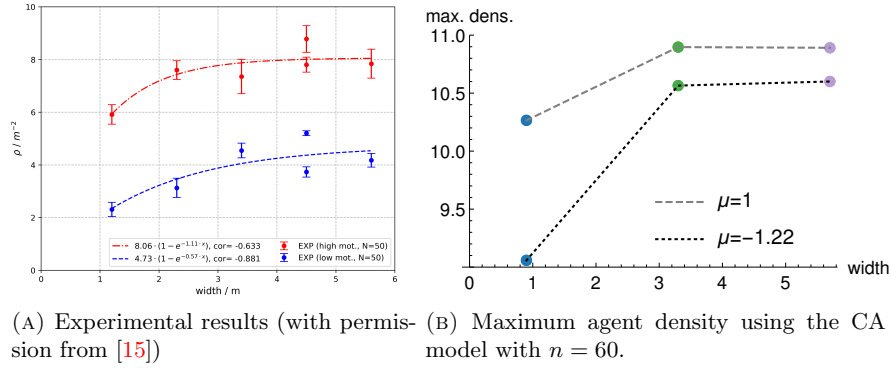 10
8
6
4
2
0
ρ / m⁻²
8.06 · (1 − e^{−1.11·x}), cor= -0.633
4.73 · (1 − e^{−0.57·x}), cor= -0.881
EXP (high mot., N=50)
EXP (low mot., N=50)
0 1 2 3 4 5 6
width / m
max. dens.
11.0
10.5
10.0
9.5
μ=1
μ=−1.22
0 1 2 3 4 5
width
(A) Experimental results (with permis-
sion from [15])
(B) Maximum agent density using the CA
model with n = 60.